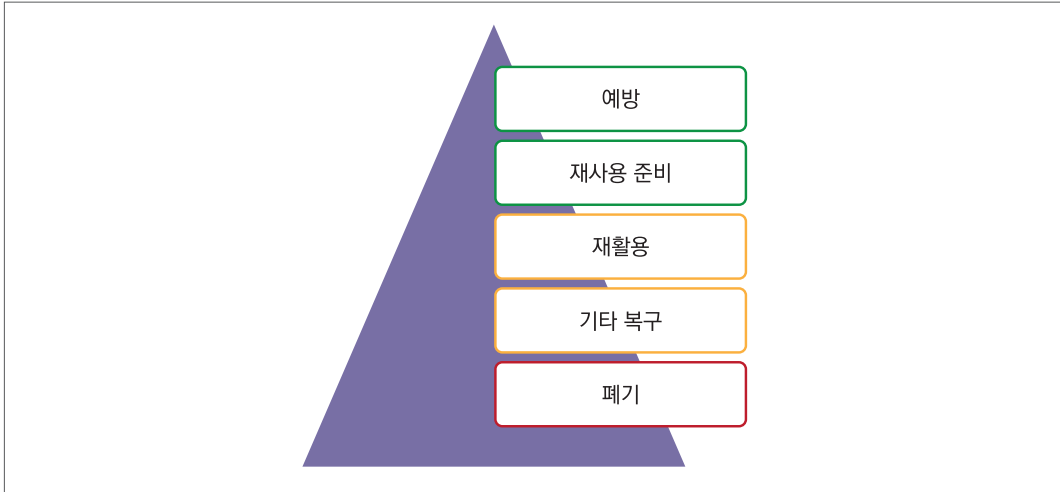 예방
재사용 준비
재활용
기타 복구
폐기